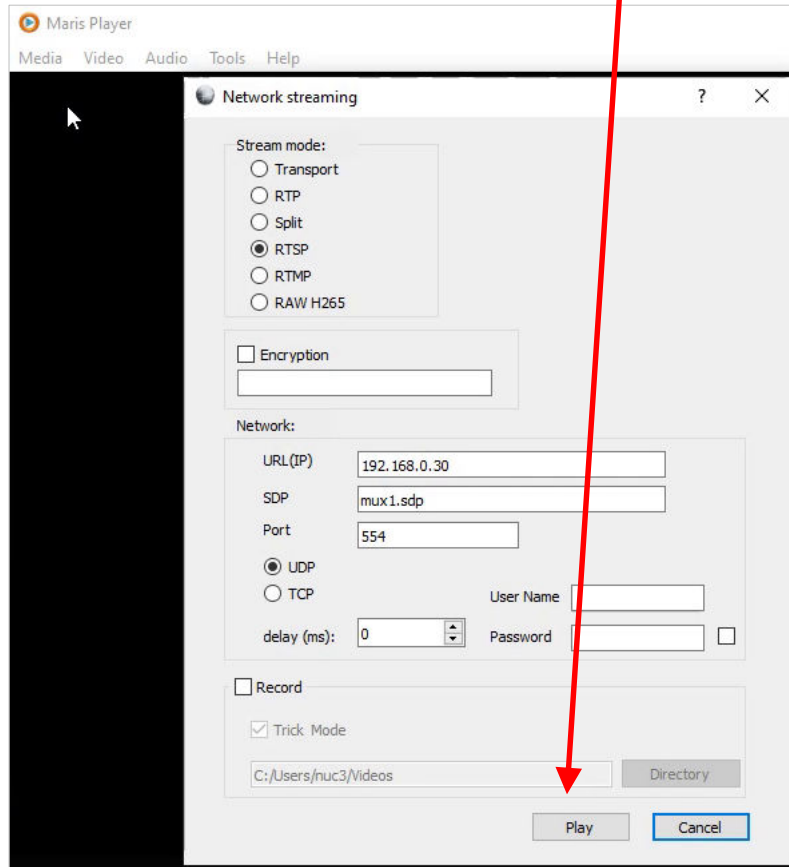 Maris Player
Media Video Audio Tools Help
Network streaming ?
Stream mode:
Transport
RTP
Split
RTSP
RTMP
RAW H265
Encryption
Network:
URL(IP) 192.168.0.30
SDP mux1.sdp
Port 554
UDP
TCP User Name
delay (ms): 0 Password
Record
Trick Mode
C:/Users/nuc3/Videos Directory
Play Cancel